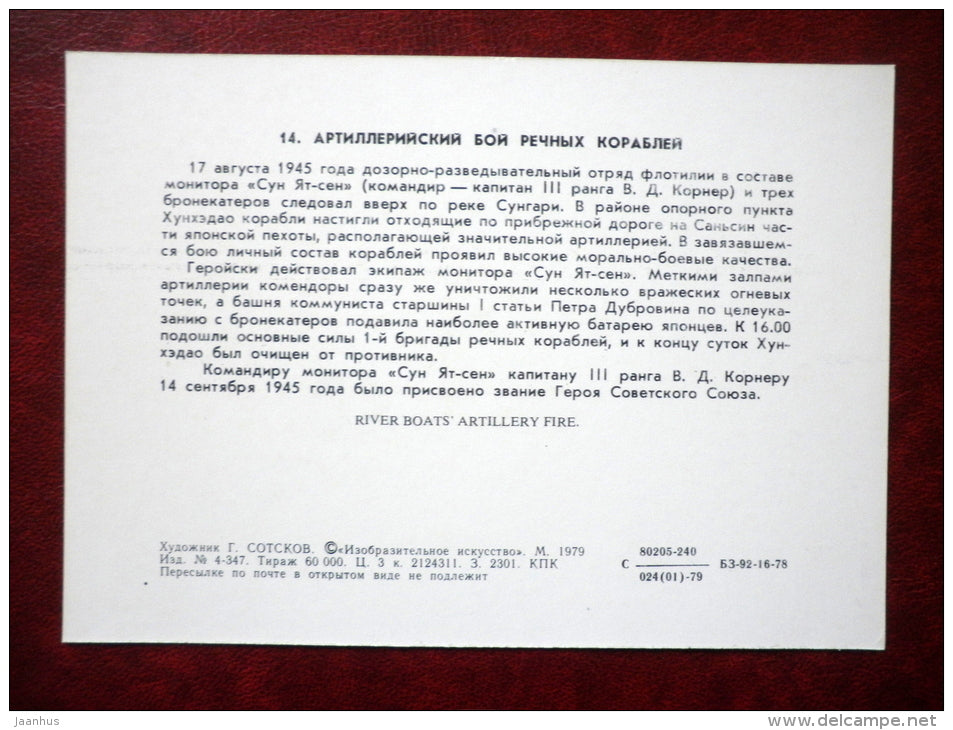 14. АРТИЛЛЕРИЙСКИЙ БОЙ РЕЧНЫХ КОРАБЛЕЙ
17 августа 1945 года дозорно-разведывательный отряд флотилии в составе
монитора «Сун Ят-сен» (командир — капитан III ранга В. Д. Корнер) и трех
бронекатеров следовал вверх по реке Сунгари. В районе опорного пункта
Хунхэдао корабли настигли отходящие по прибрежной дороге на Саньсин час-
ти японской пехоты, располагающей значительной артиллерией. В завязавшем-
ся бою личный состав кораблей проявил высокие морально-боевые качества.
Геройски действовал экипаж монитора «Сун Ят-сен». Меткими залпами
артиллерии комендоры сразу же уничтожили несколько вражеских огневых
точек, а башня коммуниста старшины I статьи Петра Дубровина по целеука-
занию с бронекатеров подавила наиболее активную батарею японцев. К 16.00
подошли основные силы 1-й бригады речных кораблей, и к концу суток Хун-
хэдао был очищен от противника.
Командиру монитора «Сун Ят-сен» капитану III ранга В. Д. Корнеру
14 сентября 1945 года было присвоено звание Героя Советского Союза.
RIVER BOATS' ARTILLERY FIRE.
Художник Г. СОТСКОВ. ©«Изобразительное искусство». М. 1979
Изд. № 4-347. Тираж 60 000. Ц. 3 к. 2124311. З. 2301. КПК
Пересылке по почте в открытом виде не подлежит
80205-240
С БЗ-92-16-78
024(01)-79
jaanhus
www.delcampe.net